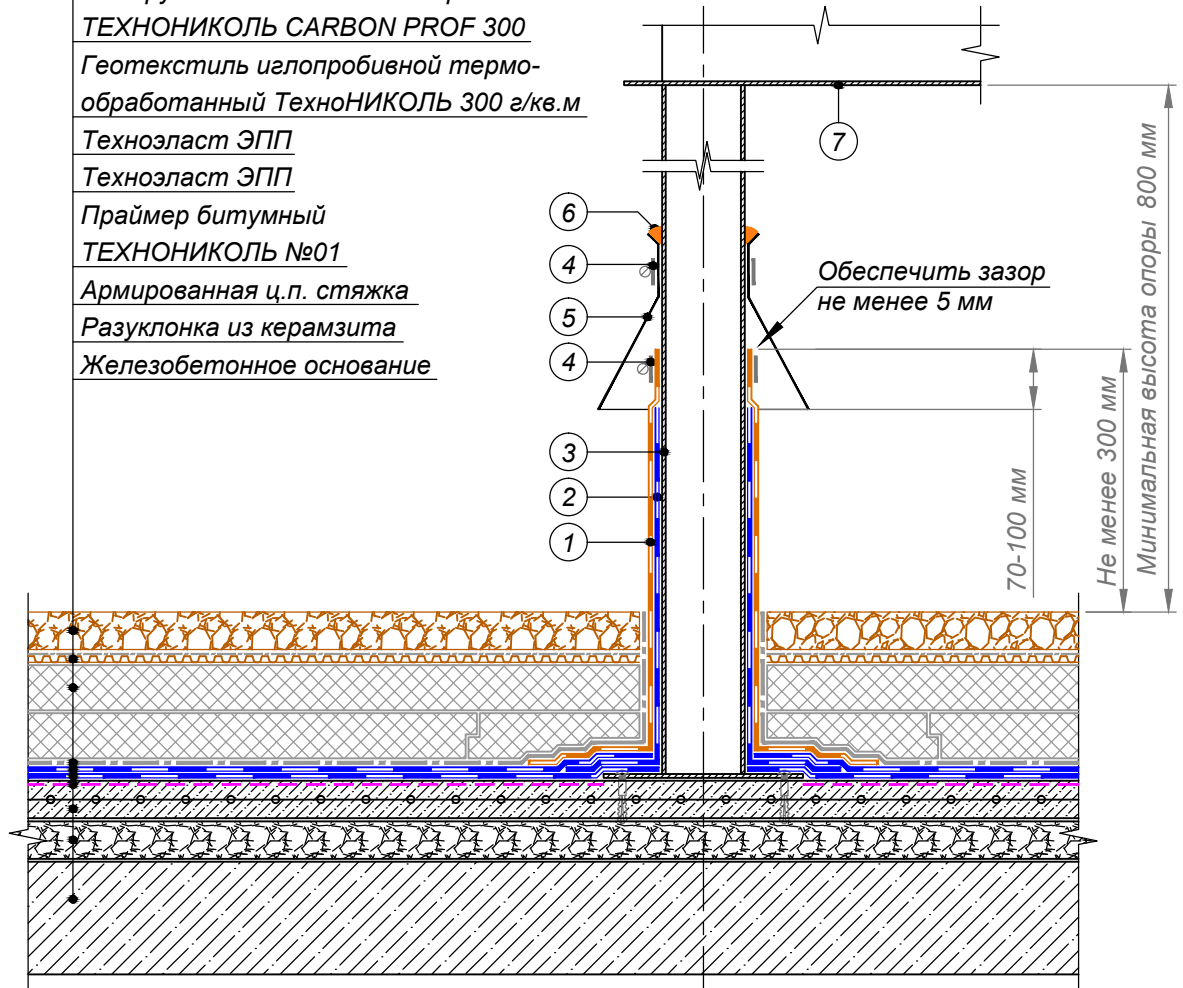 ТЕХНОНИКОЛЬ CARBON PROF 300
Геотекстиль иглопробивной термо-
обработанный ТехноНИКОЛЬ 300 г/кв.м
Техноэласт ЭПП
Техноэласт ЭПП
Праймер битумный
ТЕХНОНИКОЛЬ №01
Армированная ц.п. стяжка
Разуклонка из керамзита
Железобетонное основание
7
6
4
5
4
3
2
1
Обеспечить зазор
не менее 5 мм
70-100 мм
Не менее 300 мм
Минимальная высота опоры 800 мм